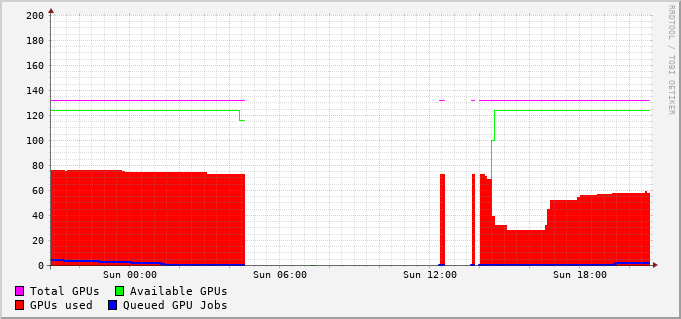 200
180
160
140
120
100
80
60
40
20
0
Sun 00:00 Sun 06:00 Sun 12:00 Sun 18:00
Total GPUs Available GPUs
GPUs used Queued GPU Jobs
RRDTOOL / TOBI OETIKER